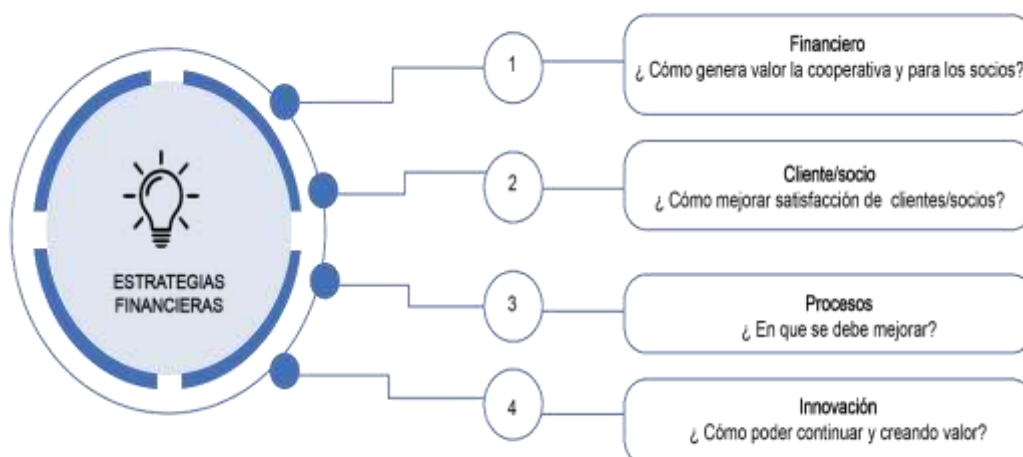 ESTRATEGIAS
FINANCIERAS
1
Financiero
¿ Cómo genera valor la cooperativa y para los socios?
2
Cliente/socio
¿ Cómo mejorar satisfacción de clientes/socios?
3
Procesos
¿ En que se debe mejorar?
4
Innovación
¿ Cómo poder continuar y creando valor?